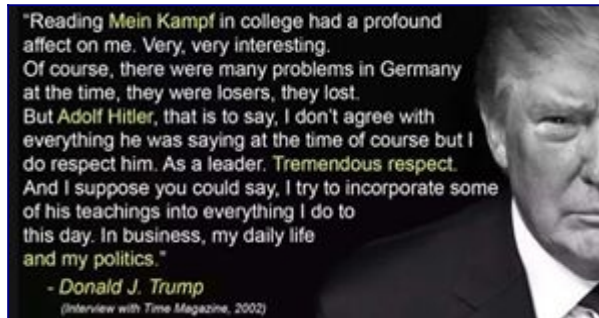 "Reading Mein Kampf in college had a profound
affect on me. Very, very interesting.
Of course, there were many problems in Germany
at the time, they were losers, they lost.
But Adolf Hitler, that is to say, I don't agree with
everything he was saying at the time of course but I
do respect him. As a leader. Tremendous respect.
And I suppose you could say, I try to incorporate some
of his teachings into everything I do to
this day. In business, my daily life
and my politics."
- Donald J. Trump
(Interview with Time Magazine, 2002)